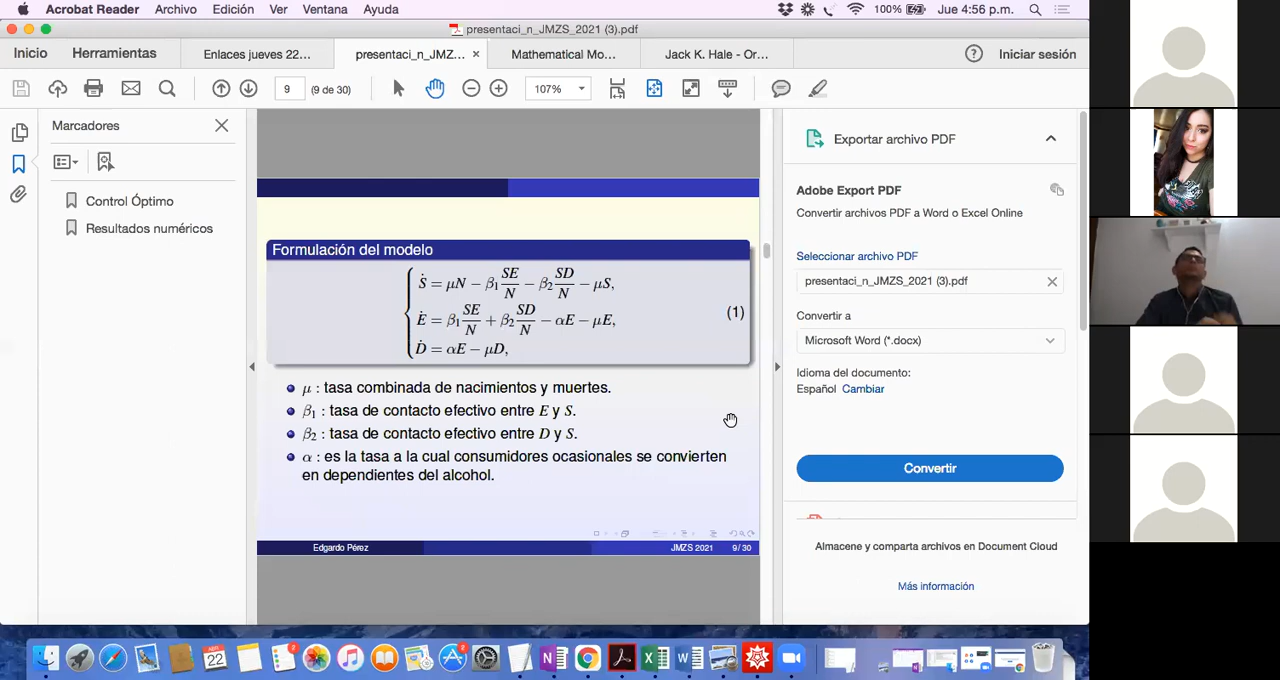 Acrobat Reader Archivo Edición Ver Ventana Ayuda 100% Jue 4:56 p.m.
presentaci_n_JMZS_2021 (3).pdf
Inicio Herramientas Enlaces jueves 22... presentaci_n_JMZ... × Mathematical Mo... Jack K. Hale - Or... Iniciar sesión
9 (9 de 30) 107%
Marcadores
Control Óptimo
Resultados numéricos
Formulación del modelo
Ṡ = μN − β₁ SE/N − β₂ SD/N − μS,
Ė = β₁ SE/N + β₂ SD/N − αE − μE,
(1)
Ḋ = αE − μD,
μ : tasa combinada de nacimientos y muertes.
β₁ : tasa de contacto efectivo entre E y S.
β₂ : tasa de contacto efectivo entre D y S.
α : es la tasa a la cual consumidores ocasionales se convierten
en dependientes del alcohol.
Edgardo Pérez JMZS 2021 9/30
Exportar archivo PDF
Adobe Export PDF
Convertir archivos PDF a Word o Excel Online
Seleccionar archivo PDF
presentaci_n_JMZS_2021 (3).pdf
Convertir a
Microsoft Word (*.docx)
Idioma del documento:
Español Cambiar
Convertir
Almacene y comparta archivos en Document Cloud
Más información
22